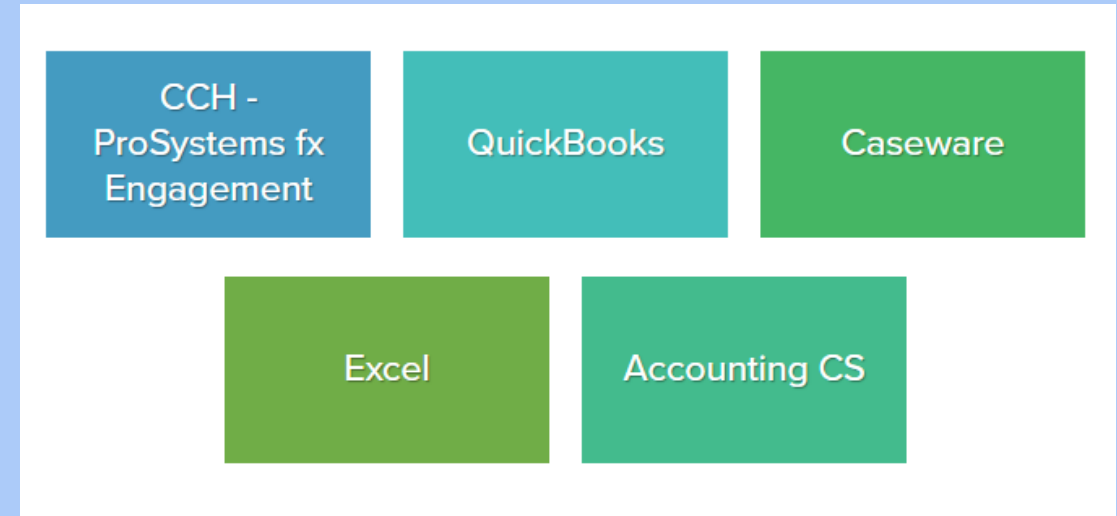 CCH -
ProSystems fx
Engagement
QuickBooks
Caseware
Excel
Accounting CS